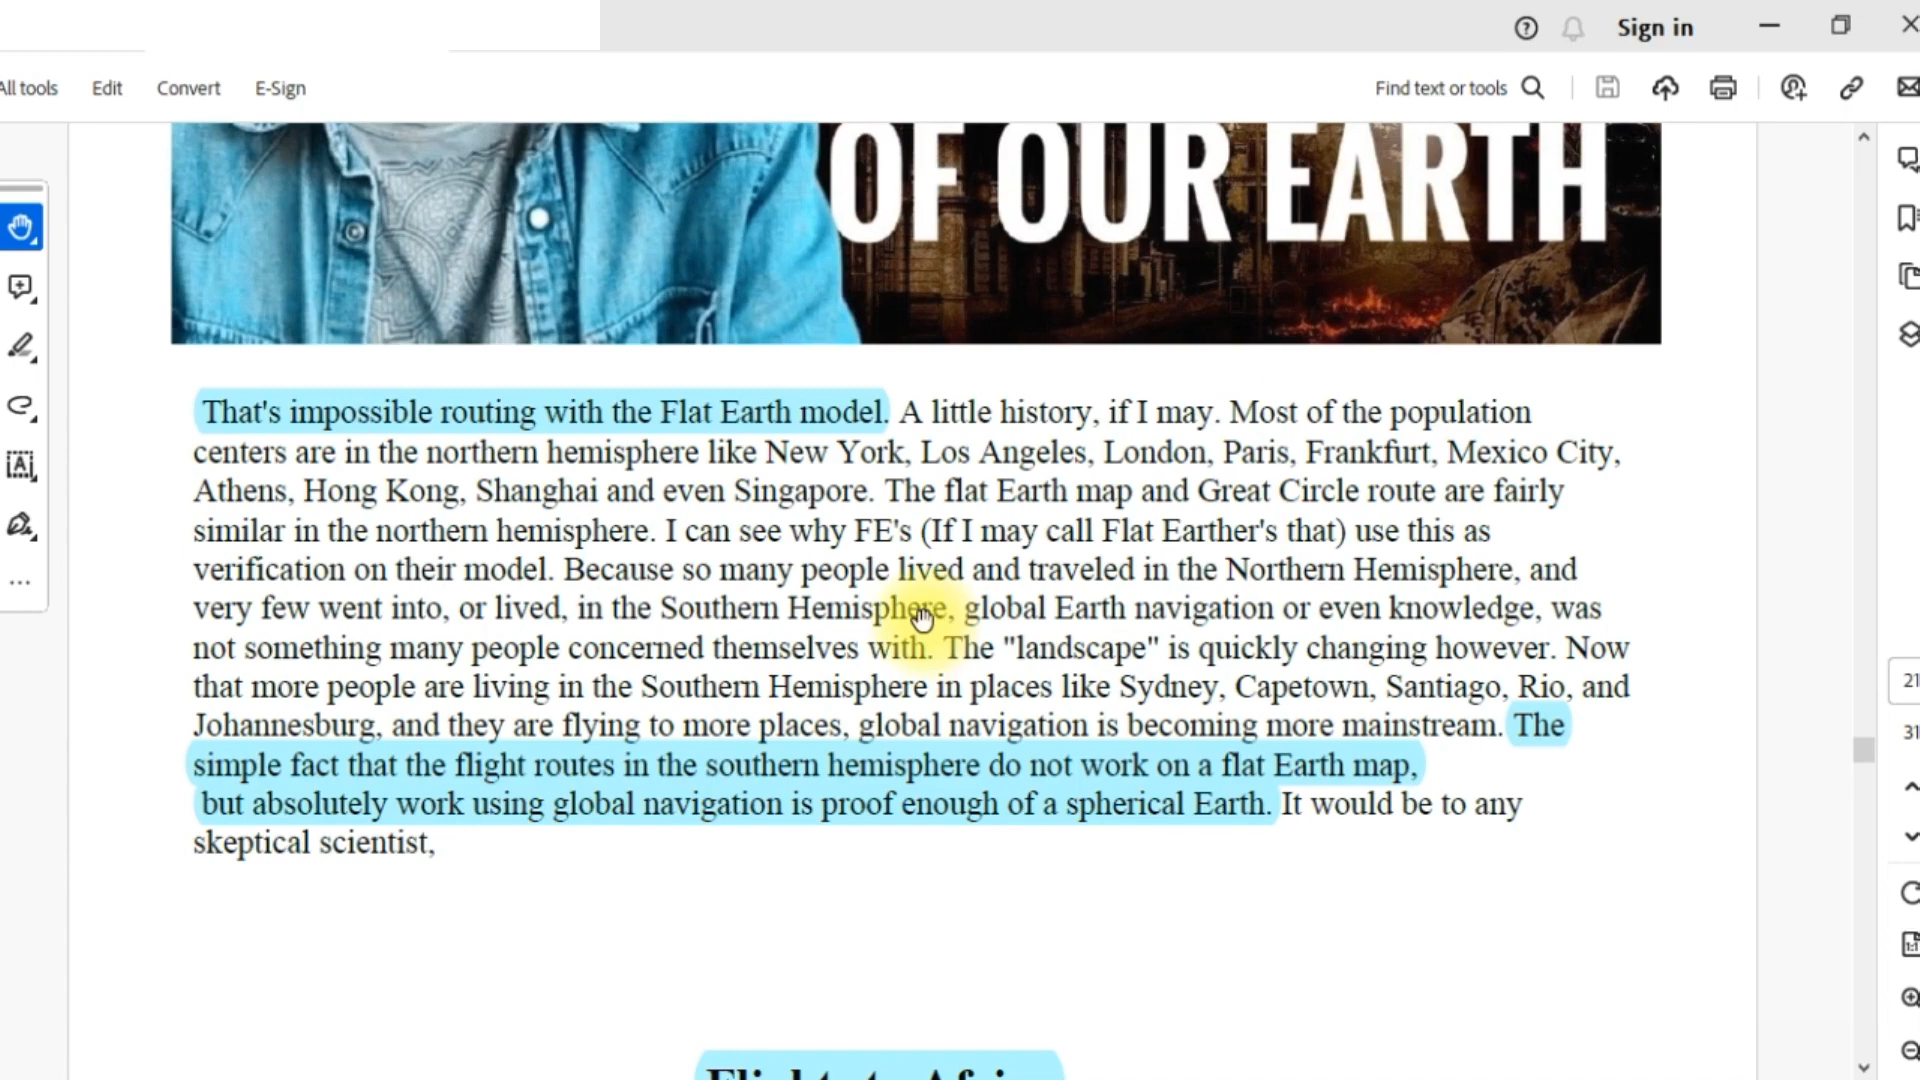 Sign in
All tools Edit Convert E-Sign Find text or tools
OF OUR EARTH
That's impossible routing with the Flat Earth model. A little history, if I may. Most of the population
centers are in the northern hemisphere like New York, Los Angeles, London, Paris, Frankfurt, Mexico City,
Athens, Hong Kong, Shanghai and even Singapore. The flat Earth map and Great Circle route are fairly
similar in the northern hemisphere. I can see why FE's (If I may call Flat Earther's that) use this as
verification on their model. Because so many people lived and traveled in the Northern Hemisphere, and
very few went into, or lived, in the Southern Hemisphere, global Earth navigation or even knowledge, was
not something many people concerned themselves with. The "landscape" is quickly changing however. Now
that more people are living in the Southern Hemisphere in places like Sydney, Capetown, Santiago, Rio, and
Johannesburg, and they are flying to more places, global navigation is becoming more mainstream. The
simple fact that the flight routes in the southern hemisphere do not work on a flat Earth map,
but absolutely work using global navigation is proof enough of a spherical Earth. It would be to any
skeptical scientist,